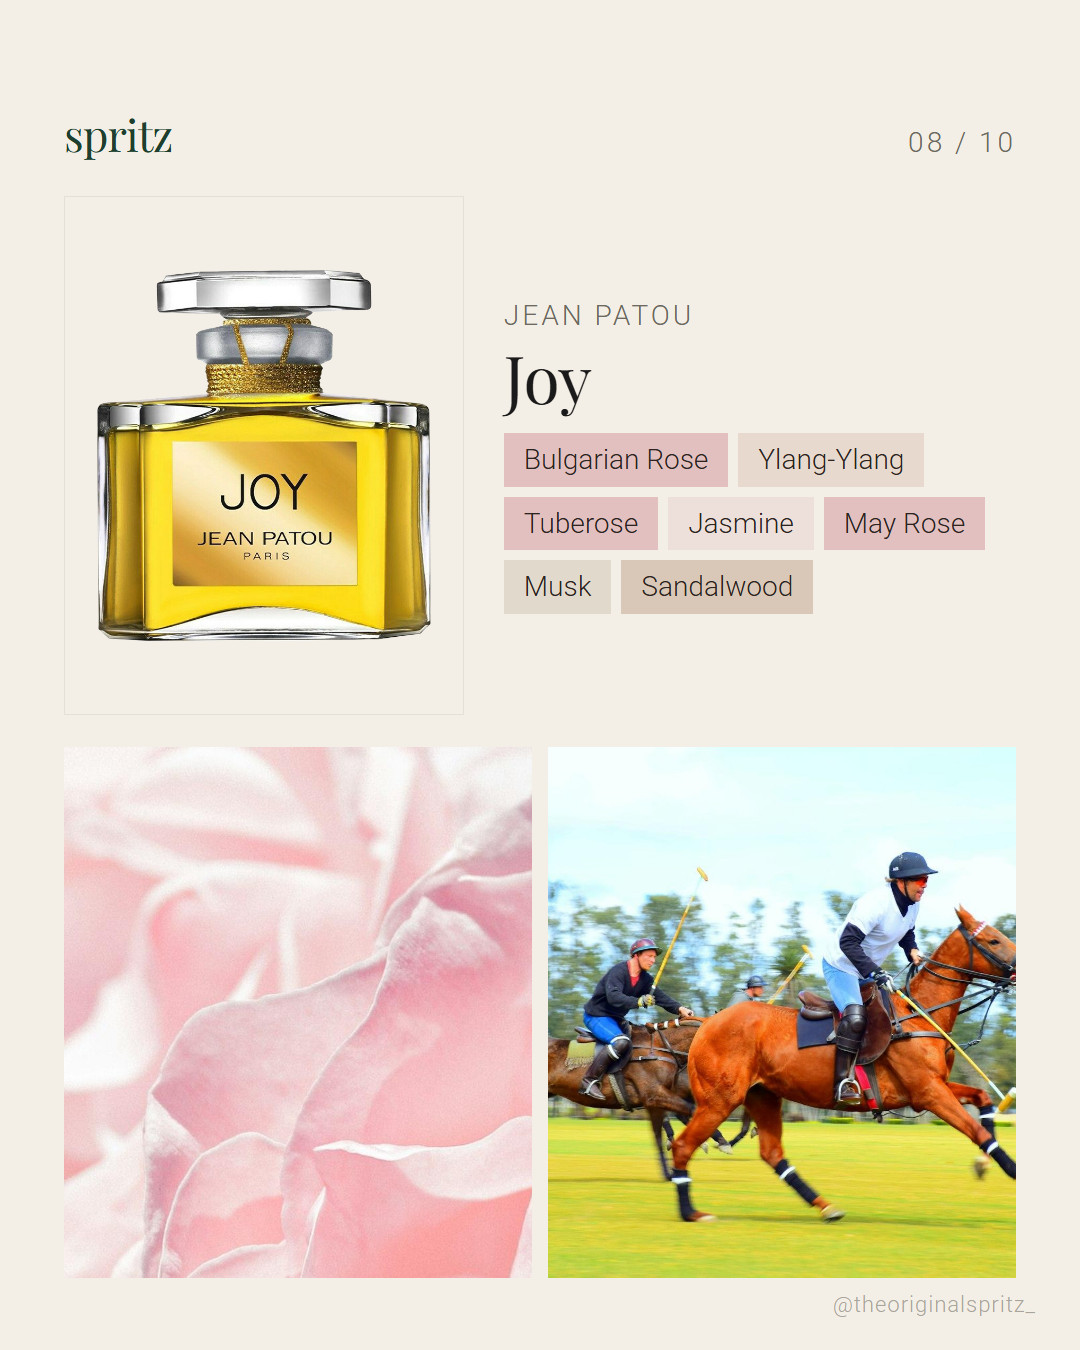 spritz
08 / 10
JOY
JEAN PATOU
PARIS
JEAN PATOU
Joy
Bulgarian Rose
Ylang-Ylang
Tuberose
Jasmine
May Rose
Musk
Sandalwood
@theoriginalspritz_